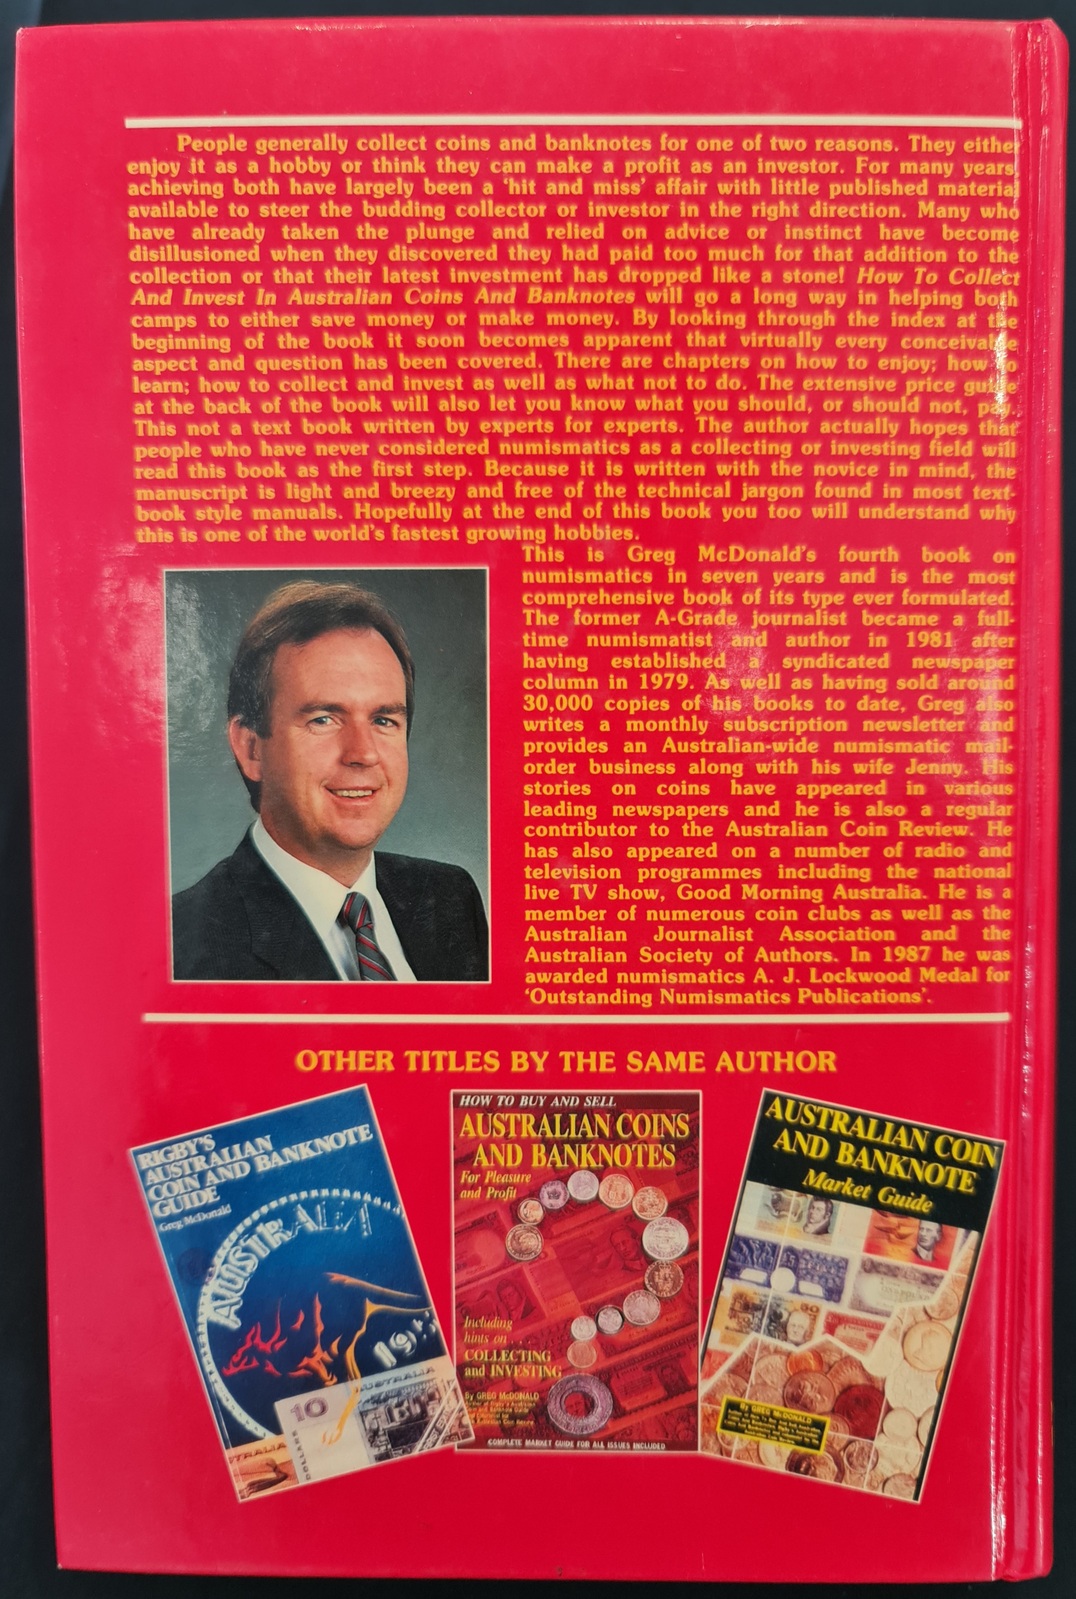 People generally collect coins and banknotes for one of two reasons. They either
enjoy it as a hobby or think they can make a profit as an investor. For many years,
achieving both have largely been a 'hit and miss' affair with little published material
available to steer the budding collector or investor in the right direction. Many who
have already taken the plunge and relied on advice or instinct have become
disillusioned when they discovered they had paid too much for that addition to the
collection or that their latest investment has dropped like a stone! How To Collect
And Invest In Australian Coins And Banknotes will go a long way in helping both
camps to either save money or make money. By looking through the index at the
beginning of the book it soon becomes apparent that virtually every conceivable
aspect and question has been covered. There are chapters on how to enjoy; how to
learn; how to collect and invest as well as what not to do. The extensive price guide
at the back of the book will also let you know what you should, or should not, pay.
This not a text book written by experts for experts. The author actually hopes that
people who have never considered numismatics as a collecting or investing field will
read this book as the first step. Because it is written with the novice in mind, the
manuscript is light and breezy and free of the technical jargon found in most text-
book style manuals. Hopefully at the end of this book you too will understand why
this is one of the world's fastest growing hobbies.
This is Greg McDonald's fourth book on
numismatics in seven years and is the most
comprehensive book of its type ever formulated.
The former A-Grade journalist became a full-
time numismatist and author in 1981 after
having established a syndicated newspaper
column in 1979. As well as having sold around
30,000 copies of his books to date, Greg also
writes a monthly subscription newsletter and
provides an Australian-wide numismatic mail-
order business along with his wife Jenny. His
stories on coins have appeared in various
leading newspapers and he is also a regular
contributor to the Australian Coin Review. He
has also appeared on a number of radio and
television programmes including the national
live TV show, Good Morning Australia. He is a
member of numerous coin clubs as well as the
Australian Journalist Association and the
Australian Society of Authors. In 1987 he was
awarded numismatics A. J. Lockwood Medal for
'Outstanding Numismatics Publications'.
OTHER TITLES BY THE SAME AUTHOR
RIGBY'S
AUSTRALIAN
COIN AND BANKNOTE
GUIDE
Greg McDonald
AUSTRALIA
10
DOLLARS
AUSTRALIA
HOW TO BUY AND SELL
AUSTRALIAN COINS
AND BANKNOTES
For Pleasure
and Profit
Including
hints on . . .
COLLECTING
and INVESTING
By GREG McDONALD
COMPLETE MARKET GUIDE FOR ALL ISSUES INCLUDED
AUSTRALIAN COIN
AND BANKNOTE
Market Guide
50
By GREG McDONALD